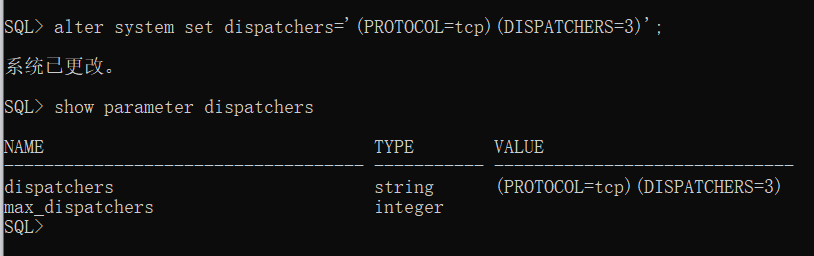 SQL> alter system set dispatchers='(PROTOCOL=tcp)(DISPATCHERS=3)';
系统已更改。
SQL> show parameter dispatchers
NAME                                 TYPE        VALUE
------------------------------------ ----------- ------------------------------
dispatchers                          string      (PROTOCOL=tcp)(DISPATCHERS=3)
max_dispatchers                      integer
SQL>